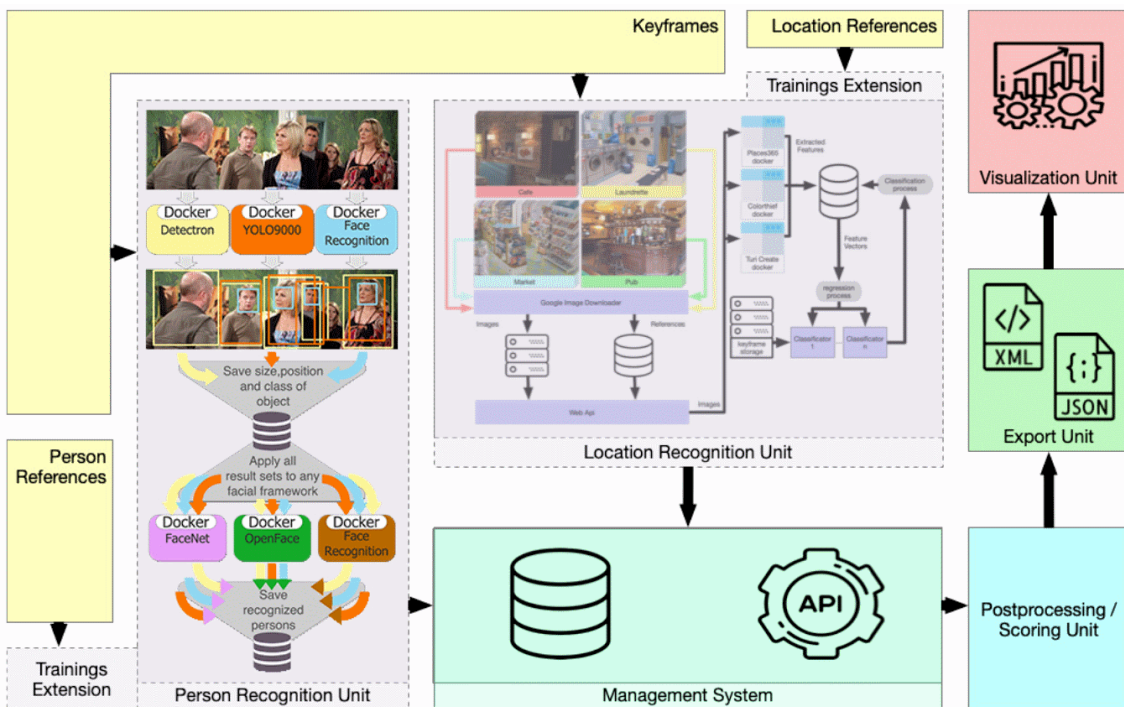 Keyframes
Location References
Trainings Extension
Docker
Detectron
Docker
YOLO9000
Docker
Face
Recognition
Save size,position
and class of
object
Person
References
Apply all
result sets to any
facial framework
Docker
FaceNet
Docker
OpenFace
Docker
Face
Recognition
Save
recognized
persons
Trainings
Extension
Person Recognition Unit
Cafe
Laundrette
Market
Pub
Google Image Downloader
Images
References
Web Api
Images
Places360
docker
Colorthief
docker
Turi Create
docker
Extracted
Features
Classification
process
Feature
Vectors
regression
process
keyframe
storage
Classificator
1
Classificator
n
Location Recognition Unit
API
Management System
Visualization Unit
</>
XML
{;}
JSON
Export Unit
Postprocessing /
Scoring Unit